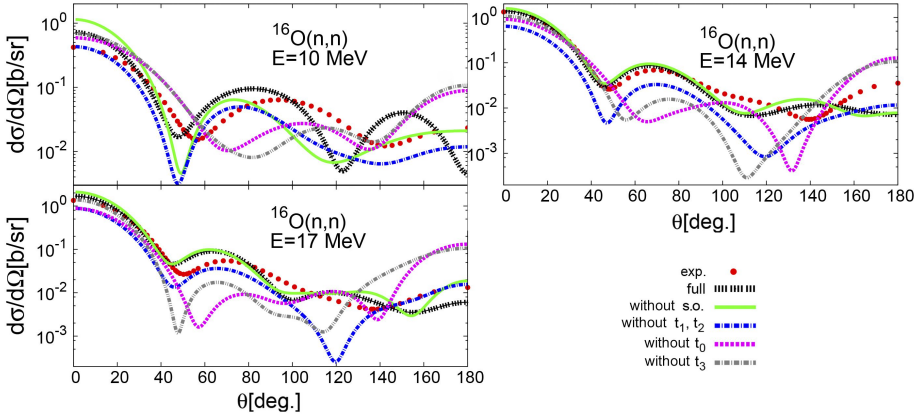 dσ/dΩ[b/sr]
10⁰
10⁻¹
10⁻²
¹⁶O(n,n)
E=10 MeV
10⁰
10⁻¹
10⁻²
10⁻³
¹⁶O(n,n)
E=14 MeV
0 20 40 60 80 100 120 140 160 180
θ[deg.]
dσ/dΩ[b/sr]
10⁰
10⁻¹
10⁻²
10⁻³
¹⁶O(n,n)
E=17 MeV
0 20 40 60 80 100 120 140 160 180
θ[deg.]
exp.
full
without s.o.
without t₁, t₂
without t₀
without t₃